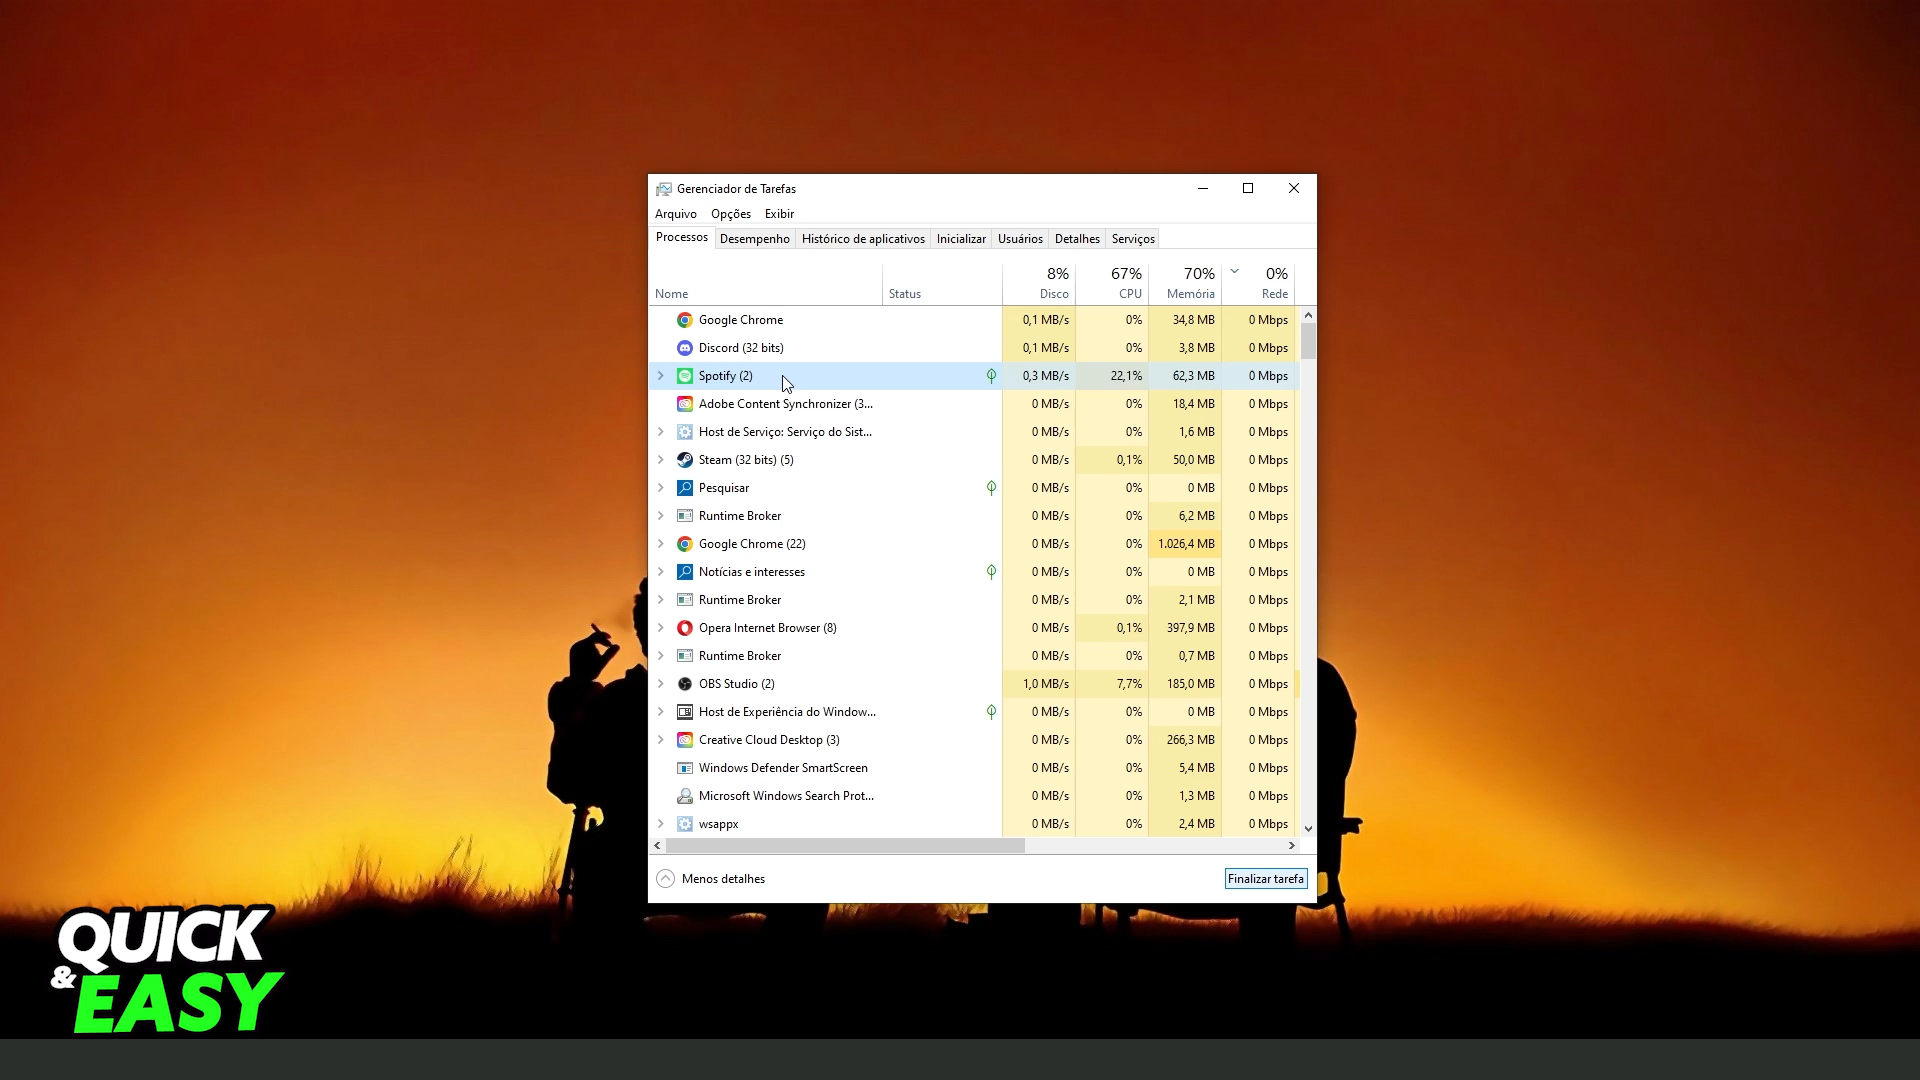 Gerenciador de Tarefas
Arquivo Opções Exibir
Processos Desempenho Histórico de aplicativos Inicializar Usuários Detalhes Serviços
8% 67% 70% 0%
Nome Status Disco CPU Memória Rede
Google Chrome 0,1 MB/s 0% 34,8 MB 0 Mbps
Discord (32 bits) 0,1 MB/s 0% 3,8 MB 0 Mbps
Spotify (2) 0,3 MB/s 22,1% 62,3 MB 0 Mbps
Adobe Content Synchronizer (3... 0 MB/s 0% 18,4 MB 0 Mbps
Host de Serviço: Serviço do Sist... 0 MB/s 0% 1,6 MB 0 Mbps
Steam (32 bits) (5) 0 MB/s 0,1% 50,0 MB 0 Mbps
Pesquisar 0 MB/s 0% 0 MB 0 Mbps
Runtime Broker 0 MB/s 0% 6,2 MB 0 Mbps
Google Chrome (22) 0 MB/s 0% 1.026,4 MB 0 Mbps
Notícias e interesses 0 MB/s 0% 0 MB 0 Mbps
Runtime Broker 0 MB/s 0% 2,1 MB 0 Mbps
Opera Internet Browser (8) 0 MB/s 0,1% 397,9 MB 0 Mbps
Runtime Broker 0 MB/s 0% 0,7 MB 0 Mbps
OBS Studio (2) 1,0 MB/s 7,7% 185,0 MB 0 Mbps
Host de Experiência do Window... 0 MB/s 0% 0 MB 0 Mbps
Creative Cloud Desktop (3) 0 MB/s 0% 266,3 MB 0 Mbps
Windows Defender SmartScreen 0 MB/s 0% 5,4 MB 0 Mbps
Microsoft Windows Search Prot... 0 MB/s 0% 1,3 MB 0 Mbps
wsappx 0 MB/s 0% 2,4 MB 0 Mbps
Menos detalhes Finalizar tarefa
QUICK
&EASY